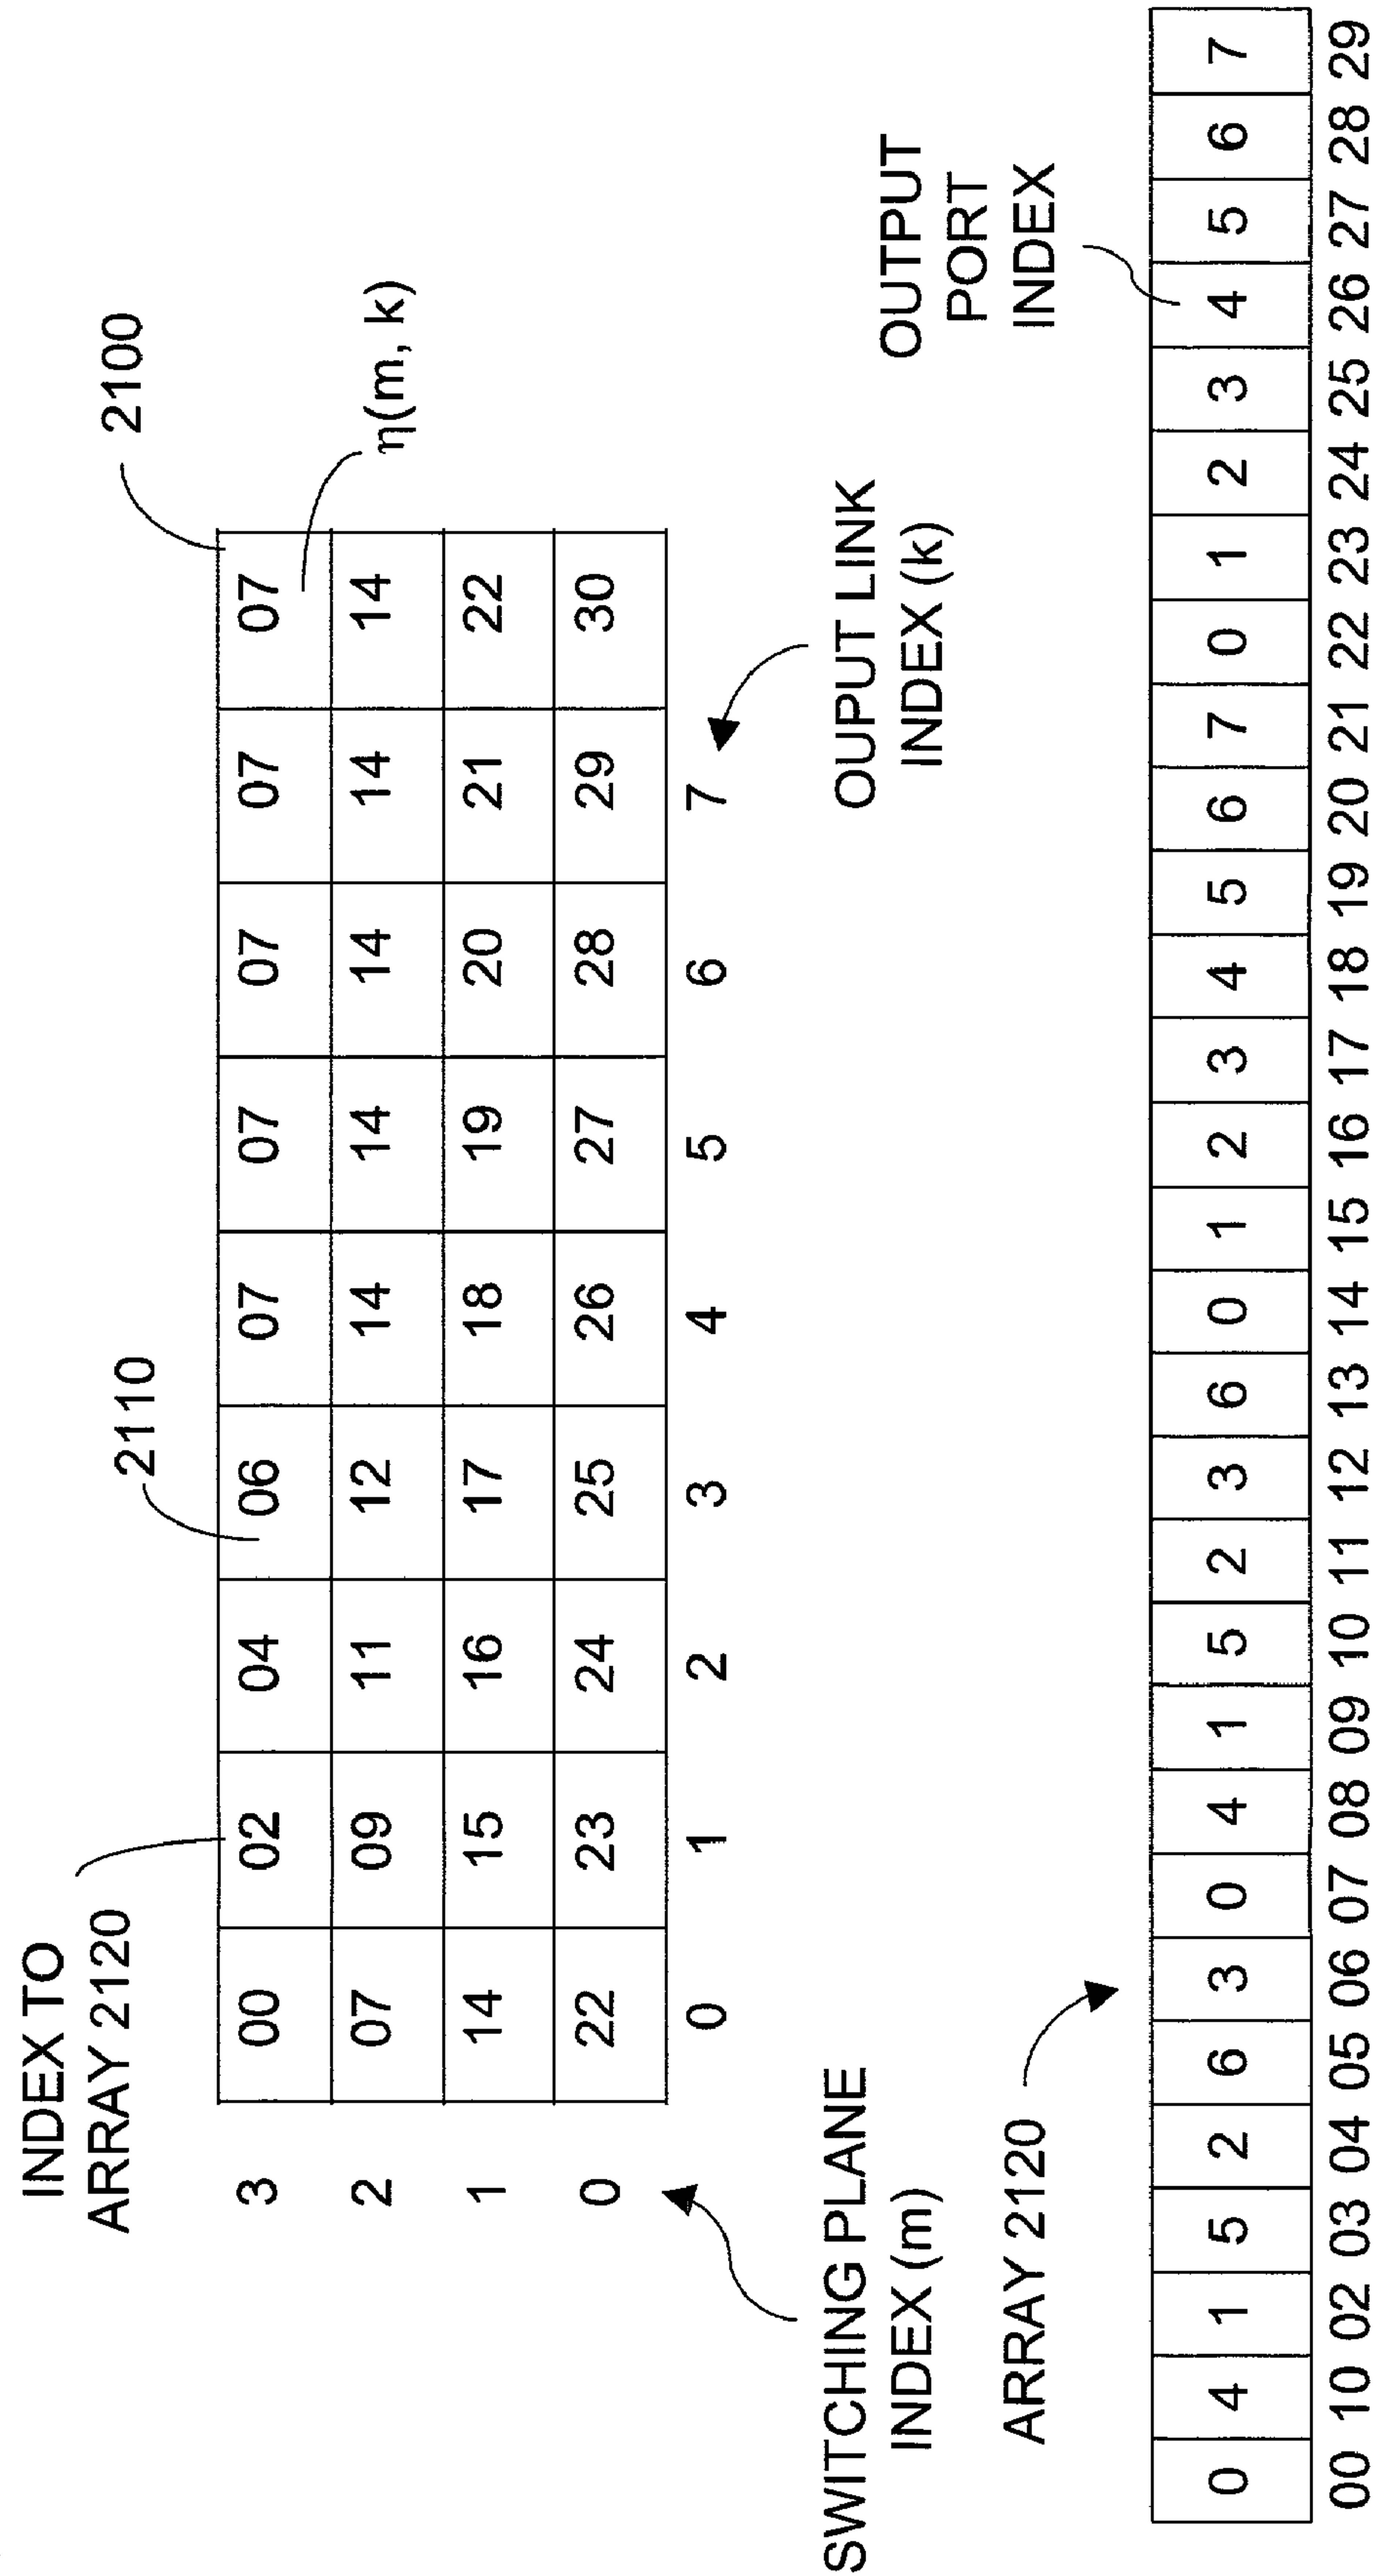 2100
2110
INDEX TO
ARRAY 2120
η(m, k)
3 00 02 04 06 07 07 07 07 07
2 07 09 11 12 14 14 14 14 14
1 14 15 16 17 18 19 20 21 22
0 22 23 24 25 26 27 28 29 30
0 1 2 3 4 5 6 7
SWITCHING PLANE
INDEX (m)
OUPUT LINK
INDEX (k)
ARRAY 2120
OUTPUT
PORT
INDEX
0 4 1 5 2 6 3 0 4 1 5 2 3 6 0 1 2 3 4 5 6 7 0 1 2 3 4 5 6 7
00 10 02 03 04 05 06 07 08 09 10 11 12 13 14 15 16 17 18 19 20 21 22 23 24 25 26 27 28 29